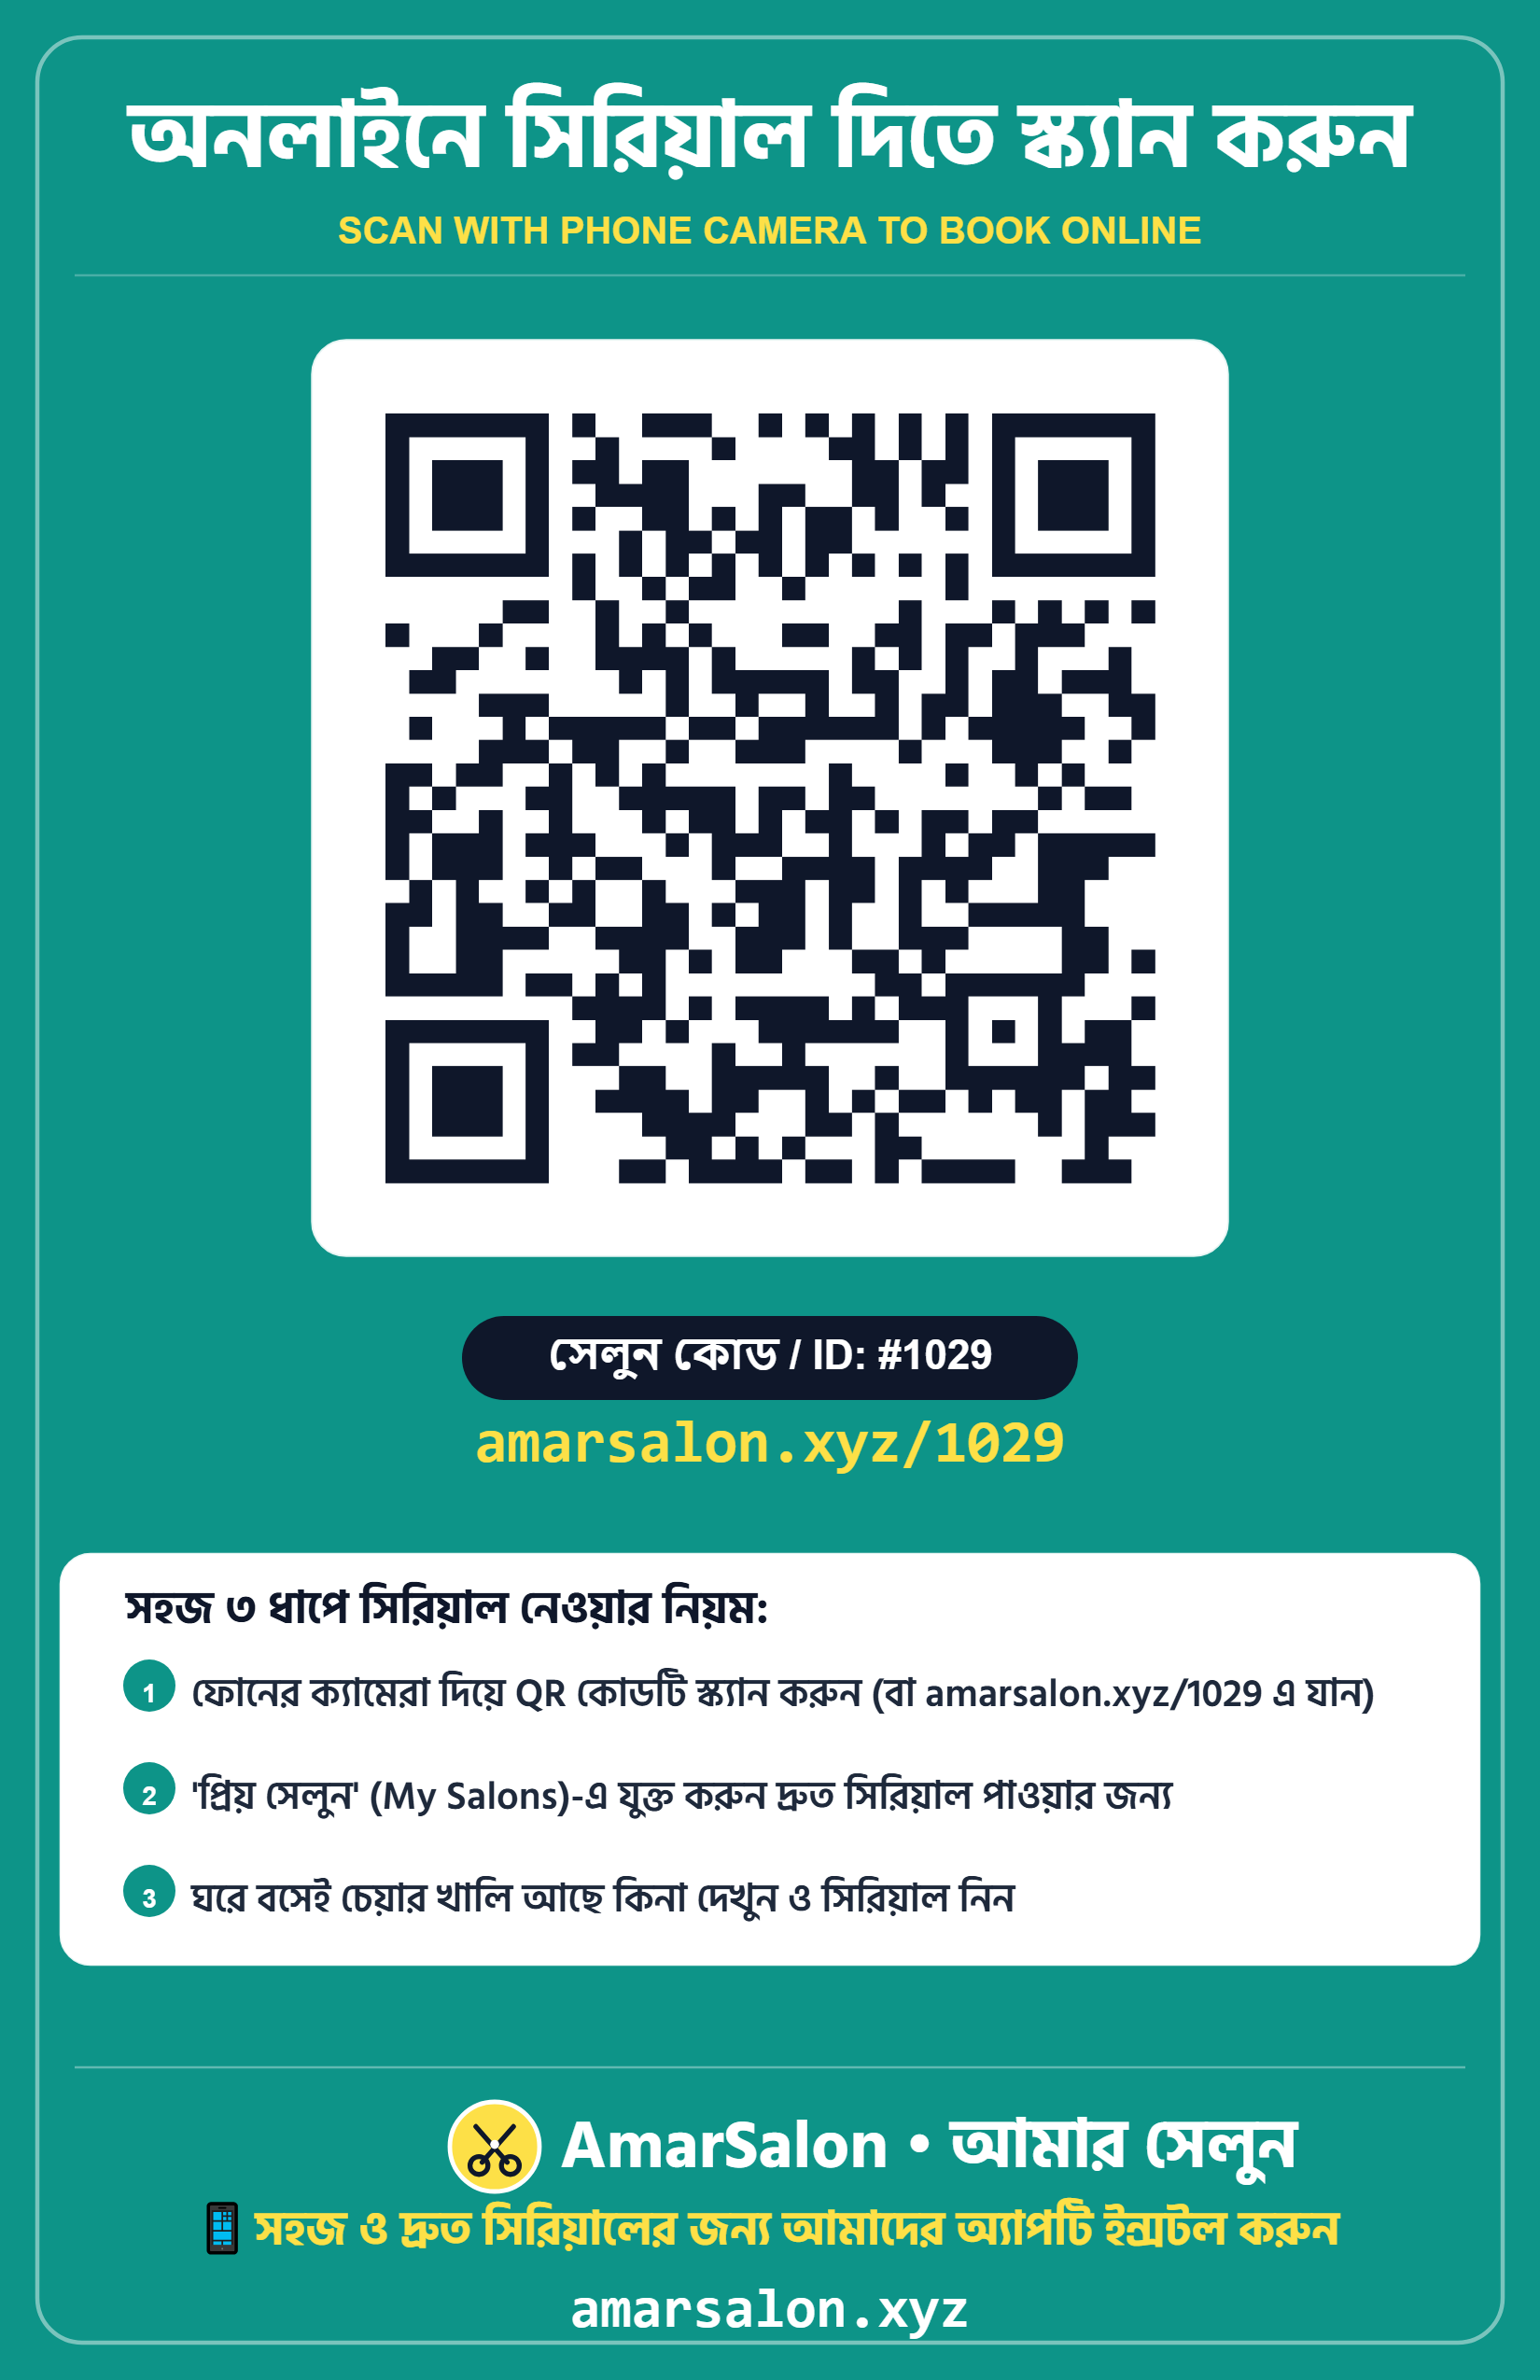 অনলাইনে সিরিয়াল দিতে স্ক্যান করুন
SCAN WITH PHONE CAMERA TO BOOK ONLINE
সেলুন কোড / ID: #1029
amarsalon.xyz/1029
সহজ ৩ ধাপে সিরিয়াল নেওয়ার নিয়ম:
1 ফোনের ক্যামেরা দিয়ে QR কোডটি স্ক্যান করুন (বা amarsalon.xyz/1029 এ যান)
2 'প্রিয় সেলুন' (My Salons)-এ যুক্ত করুন দ্রুত সিরিয়াল পাওয়ার জন্য
3 ঘরে বসেই চেয়ার খালি আছে কিনা দেখুন ও সিরিয়াল নিন
AmarSalon • আমার সেলুন
সহজ ও দ্রুত সিরিয়ালের জন্য আমাদের অ্যাপটি ইন্সটল করুন
amarsalon.xyz